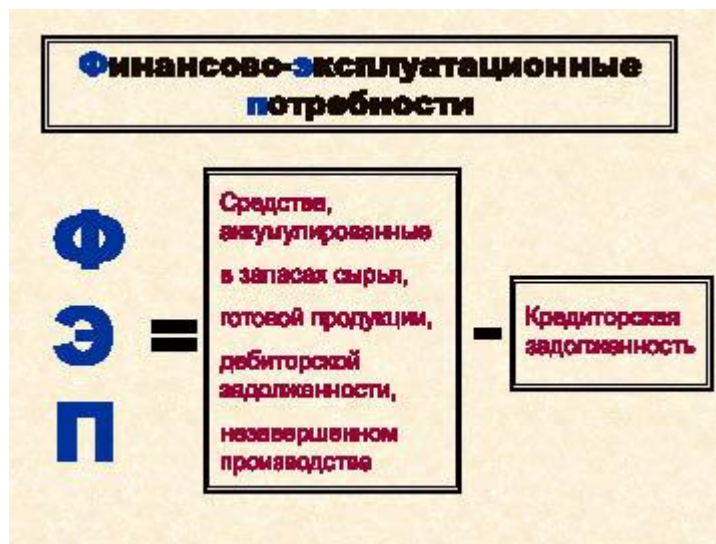 Финансово-эксплуатационные
потребности
Ф
Э
П
=
Средства,
аккумулированные
в запасах сырья,
готовой продукции,
дебиторской
задолженности,
незавершенном
производстве
-
Кредиторская
задолженность